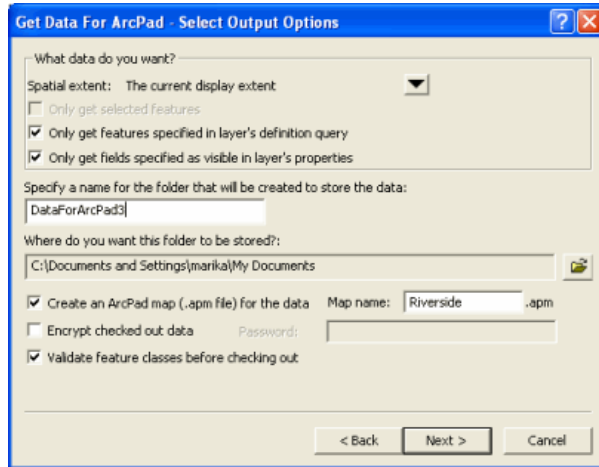 Get Data For ArcPad - Select Output Options
What data do you want?
Spatial extent: The current display extent
Only get selected features
Only get features specified in layer's definition query
Only get fields specified as visible in layer's properties
Specify a name for the folder that will be created to store the data:
DataForArcPad3
Where do you want this folder to be stored?:
C:\Documents and Settings\marika\My Documents
Create an ArcPad map (.apm file) for the data Map name: Riverside .apm
Encrypt checked out data Password:
Validate feature classes before checking out
< Back Next > Cancel